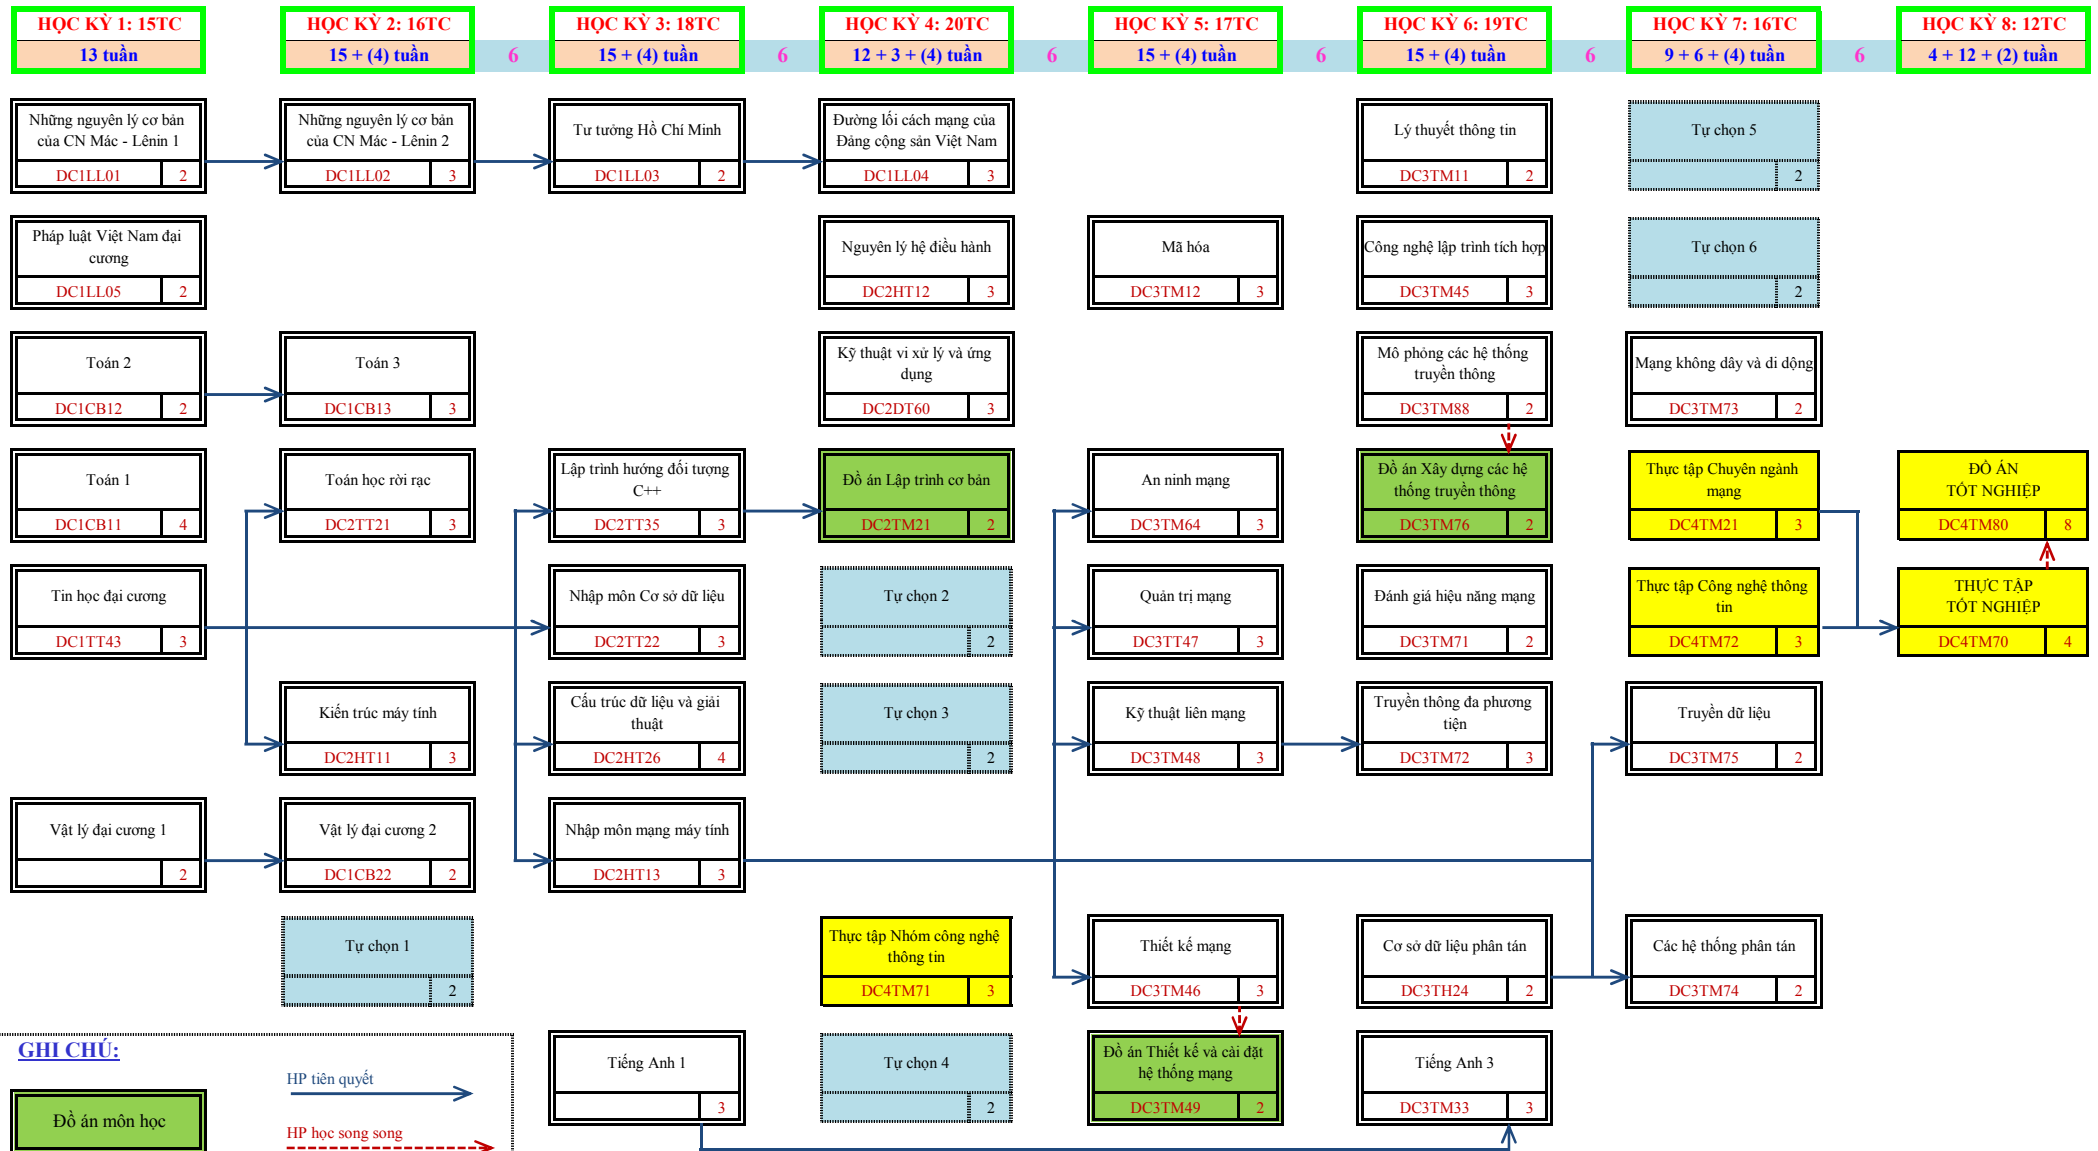 HỌC KỲ 1: 15TC
HỌC KỲ 2: 16TC
HỌC KỲ 3: 18TC
HỌC KỲ 4: 20TC
HỌC KỲ 5: 17TC
HỌC KỲ 6: 19TC
HỌC KỲ 7: 16TC
HỌC KỲ 8: 12TC
13 tuần
15 + (4) tuần
6
15 + (4) tuần
6
12 + 3 + (4) tuần
6
15 + (4) tuần
6
15 + (4) tuần
6
9 + 6 + (4) tuần
6
4 + 12 + (2) tuần
Những nguyên lý cơ bản
của CN Mác - Lênin 1
DC1LL01 2
Những nguyên lý cơ bản
của CN Mác - Lênin 2
DC1LL02 3
Tư tưởng Hồ Chí Minh
DC1LL03 2
Đường lối cách mạng của
Đảng cộng sản Việt Nam
DC1LL04 3
Lý thuyết thông tin
DC3TM11 2
Tự chọn 5
2
Pháp luật Việt Nam đại
cương
DC1LL05 2
Nguyên lý hệ điều hành
DC2HT12 3
Mã hóa
DC3TM12 3
Công nghệ lập trình tích hợp
DC3TM45 3
Tự chọn 6
2
Toán 2
DC1CB12 2
Toán 3
DC1CB13 3
Kỹ thuật vi xử lý và ứng
dụng
DC2DT60 3
Mô phỏng các hệ thống
truyền thông
DC3TM88 2
Mạng không dây và di dộng
DC3TM73 2
Toán 1
DC1CB11 4
Toán học rời rạc
DC2TT21 3
Lập trình hướng đối tượng
C++
DC2TT35 3
Đồ án Lập trình cơ bản
DC2TM21 2
An ninh mạng
DC3TM64 3
Đồ án Xây dựng các hệ
thống truyền thông
DC3TM76 2
Thực tập Chuyên ngành
mạng
DC4TM21 3
ĐỒ ÁN
TỐT NGHIỆP
DC4TM80 8
Tin học đại cương
DC1TT43 3
Nhập môn Cơ sở dữ liệu
DC2TT22 3
Tự chọn 2
2
Quản trị mạng
DC3TT47 3
Đánh giá hiệu năng mạng
DC3TM71 2
Thực tập Công nghệ thông
tin
DC4TM72 3
THỰC TẬP
TỐT NGHIỆP
DC4TM70 4
Kiến trúc máy tính
DC2HT11 3
Cấu trúc dữ liệu và giải
thuật
DC2HT26 4
Tự chọn 3
2
Kỹ thuật liên mạng
DC3TM48 3
Truyền thông đa phương
tiện
DC3TM72 3
Truyền dữ liệu
DC3TM75 2
Vật lý đại cương 1
2
Vật lý đại cương 2
DC1CB22 2
Nhập môn mạng máy tính
DC2HT13 3
Tự chọn 1
2
Thực tập Nhóm công nghệ
thông tin
DC4TM71 3
Thiết kế mạng
DC3TM46 3
Cơ sở dữ liệu phân tán
DC3TH24 2
Các hệ thống phân tán
DC3TM74 2
Tiếng Anh 1
3
Tự chọn 4
2
Đồ án Thiết kế và cài đặt
hệ thống mạng
DC3TM49 2
Tiếng Anh 3
DC3TM33 3
GHI CHÚ:
HP tiên quyết
Đồ án môn học
HP học song song